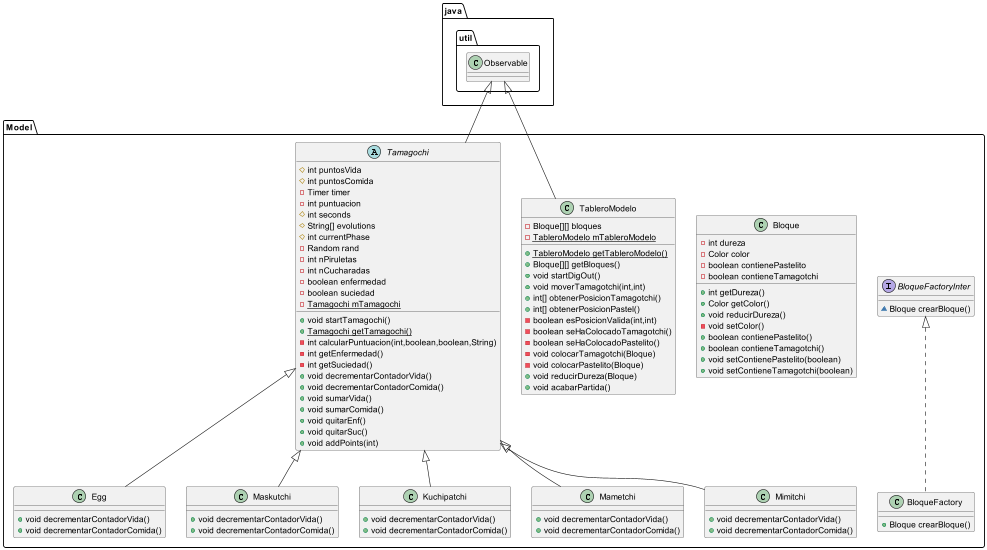 java
util
C Observable
Model
A Tamagochi
int puntosVida
int puntosComida
Timer timer
int puntuacion
int seconds
String[] evolutions
int currentPhase
Random rand
int nPiruletas
int nCucharadas
boolean enfermedad
boolean suciedad
Tamagochi mTamagochi
void startTamagochi()
Tamagochi getTamagochi()
int calcularPuntuacion(int,boolean,boolean,String)
int getEnfermedad()
int getSuciedad()
void decrementarContadorVida()
void decrementarContadorComida()
void sumarVida()
void sumarComida()
void quitarEnf()
void quitarSuc()
void addPoints(int)
C TableroModelo
Bloque[][] bloques
TableroModelo mTableroModelo
TableroModelo getTableroModelo()
Bloque[][] getBloques()
void startDigOut()
void moverTamagotchi(int,int)
int[] obtenerPosicionTamagotchi()
int[] obtenerPosicionPastel()
boolean esPosicionValida(int,int)
boolean seHaColocadoTamagotchi()
boolean seHaColocadoPastelito()
void colocarTamagotchi(Bloque)
void colocarPastelito(Bloque)
void reducirDureza(Bloque)
void acabarPartida()
C Bloque
int dureza
Color color
boolean contienePastelito
boolean contieneTamagotchi
int getDureza()
Color getColor()
void reducirDureza()
void setColor()
boolean contienePastelito()
boolean contieneTamagotchi()
void setContienePastelito(boolean)
void setContieneTamagotchi(boolean)
I BloqueFactoryInter
Bloque crearBloque()
C Egg
void decrementarContadorVida()
void decrementarContadorComida()
C Maskutchi
void decrementarContadorVida()
void decrementarContadorComida()
C Kuchipatchi
void decrementarContadorVida()
void decrementarContadorComida()
C Mametchi
void decrementarContadorVida()
void decrementarContadorComida()
C Mimitchi
void decrementarContadorVida()
void decrementarContadorComida()
C BloqueFactory
Bloque crearBloque()